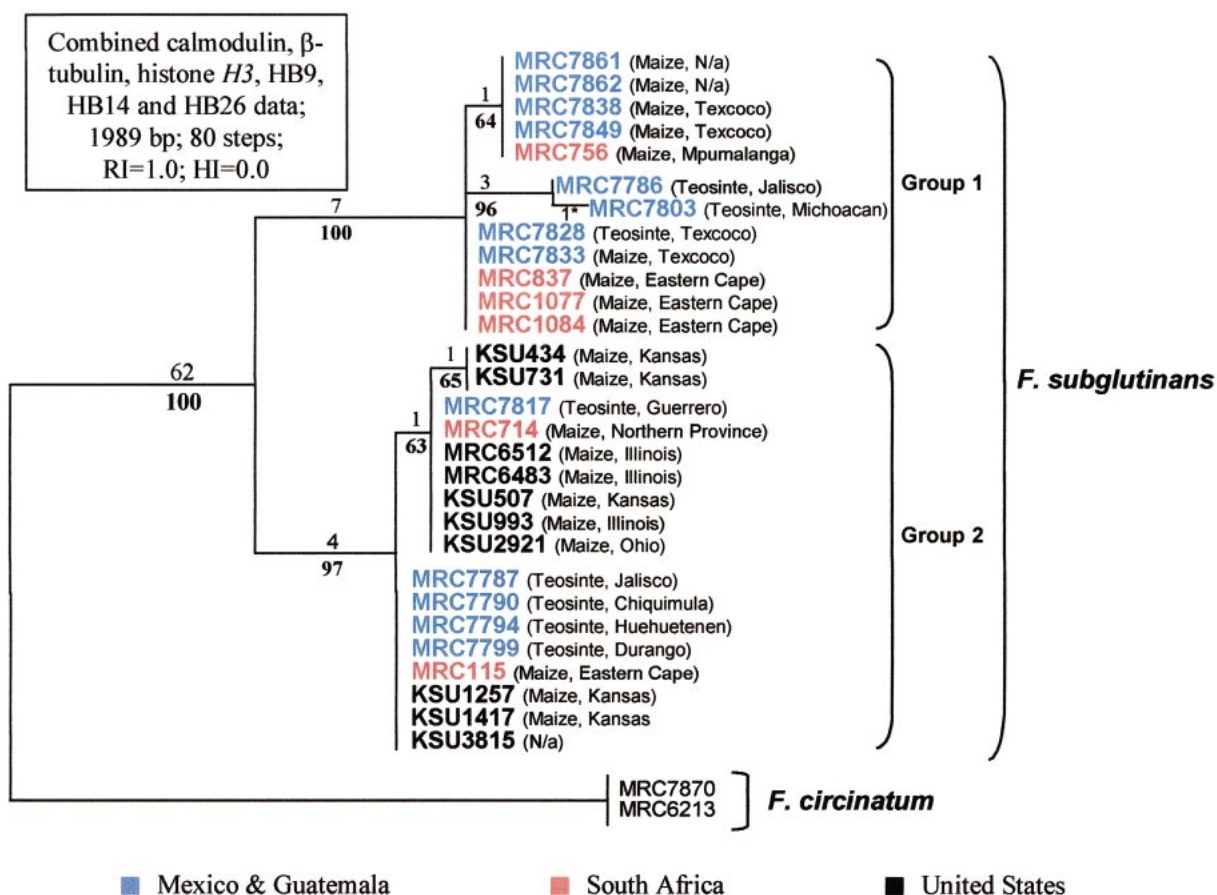 Combined calmodulin, β-
tubulin, histone H3, HB9,
HB14 and HB26 data;
1989 bp; 80 steps;
RI=1.0; HI=0.0
MRC7861 (Maize, N/a)
MRC7862 (Maize, N/a)
MRC7838 (Maize, Texcoco)
MRC7849 (Maize, Texcoco)
MRC756 (Maize, Mpumalanga)
1
64
MRC7786 (Teosinte, Jalisco)
MRC7803 (Teosinte, Michoacan)
3
96
1*
MRC7828 (Teosinte, Texcoco)
MRC7833 (Maize, Texcoco)
MRC837 (Maize, Eastern Cape)
MRC1077 (Maize, Eastern Cape)
MRC1084 (Maize, Eastern Cape)
7
100
Group 1
KSU434 (Maize, Kansas)
KSU731 (Maize, Kansas)
1
65
MRC7817 (Teosinte, Guerrero)
MRC714 (Maize, Northern Province)
MRC6512 (Maize, Illinois)
MRC6483 (Maize, Illinois)
KSU507 (Maize, Kansas)
KSU993 (Maize, Illinois)
KSU2921 (Maize, Ohio)
1
63
62
100
F. subglutinans
Group 2
4
97
MRC7787 (Teosinte, Jalisco)
MRC7790 (Teosinte, Chiquimula)
MRC7794 (Teosinte, Huehuetenen)
MRC7799 (Teosinte, Durango)
MRC115 (Maize, Eastern Cape)
KSU1257 (Maize, Kansas)
KSU1417 (Maize, Kansas
KSU3815 (N/a)
MRC7870
MRC6213
F. circinatum
Mexico & Guatemala
South Africa
United States